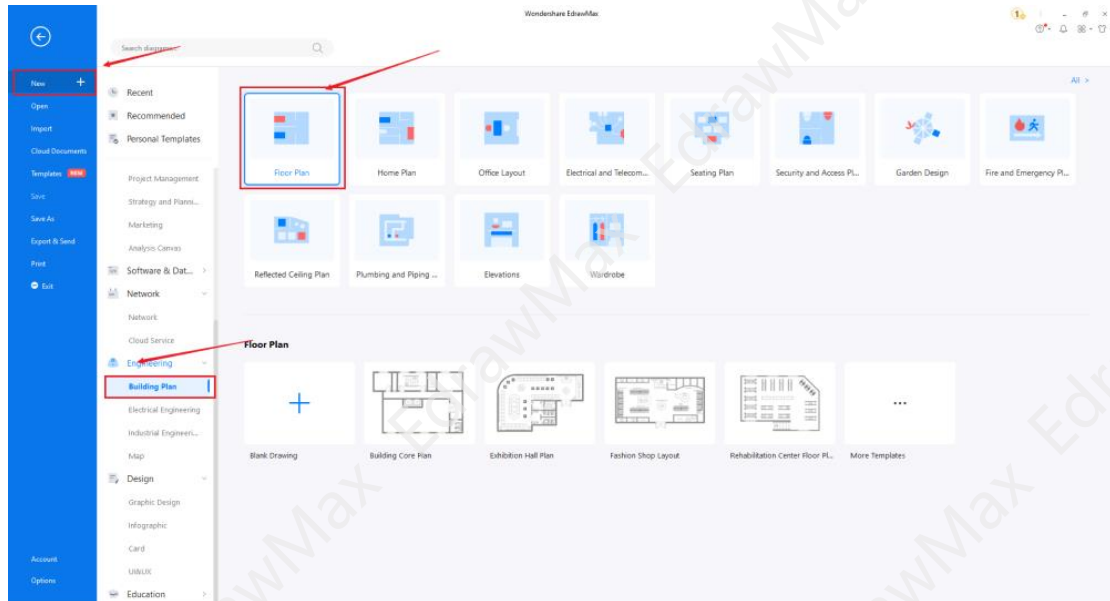 Wondershare EdrawMax
Search diagrams...
New +
Open
Import
Cloud Documents
Templates NEW
Save
Save As
Export & Send
Print
Exit
Account
Options
Recent
Recommended
Personal Templates
Project Management
Strategy and Planni...
Marketing
Analysis Canvas
Software & Dat... >
Network
Network
Cloud Service
Engineering
Building Plan
Electrical Engineering
Industrial Engineeri...
Map
Design
Graphic Design
Infographic
Card
UI&UX
Education >
All >
Floor Plan
Home Plan
Office Layout
Electrical and Telecom...
Seating Plan
Security and Access Pl...
Garden Design
Fire and Emergency Pl...
Reflected Ceiling Plan
Plumbing and Piping ...
Elevations
Wardrobe
Floor Plan
Blank Drawing
Building Core Plan
Exhibition Hall Plan
Fashion Shop Layout
Rehabilitation Center Floor Pl...
...
More Templates
EdrawMax
EdrawMax